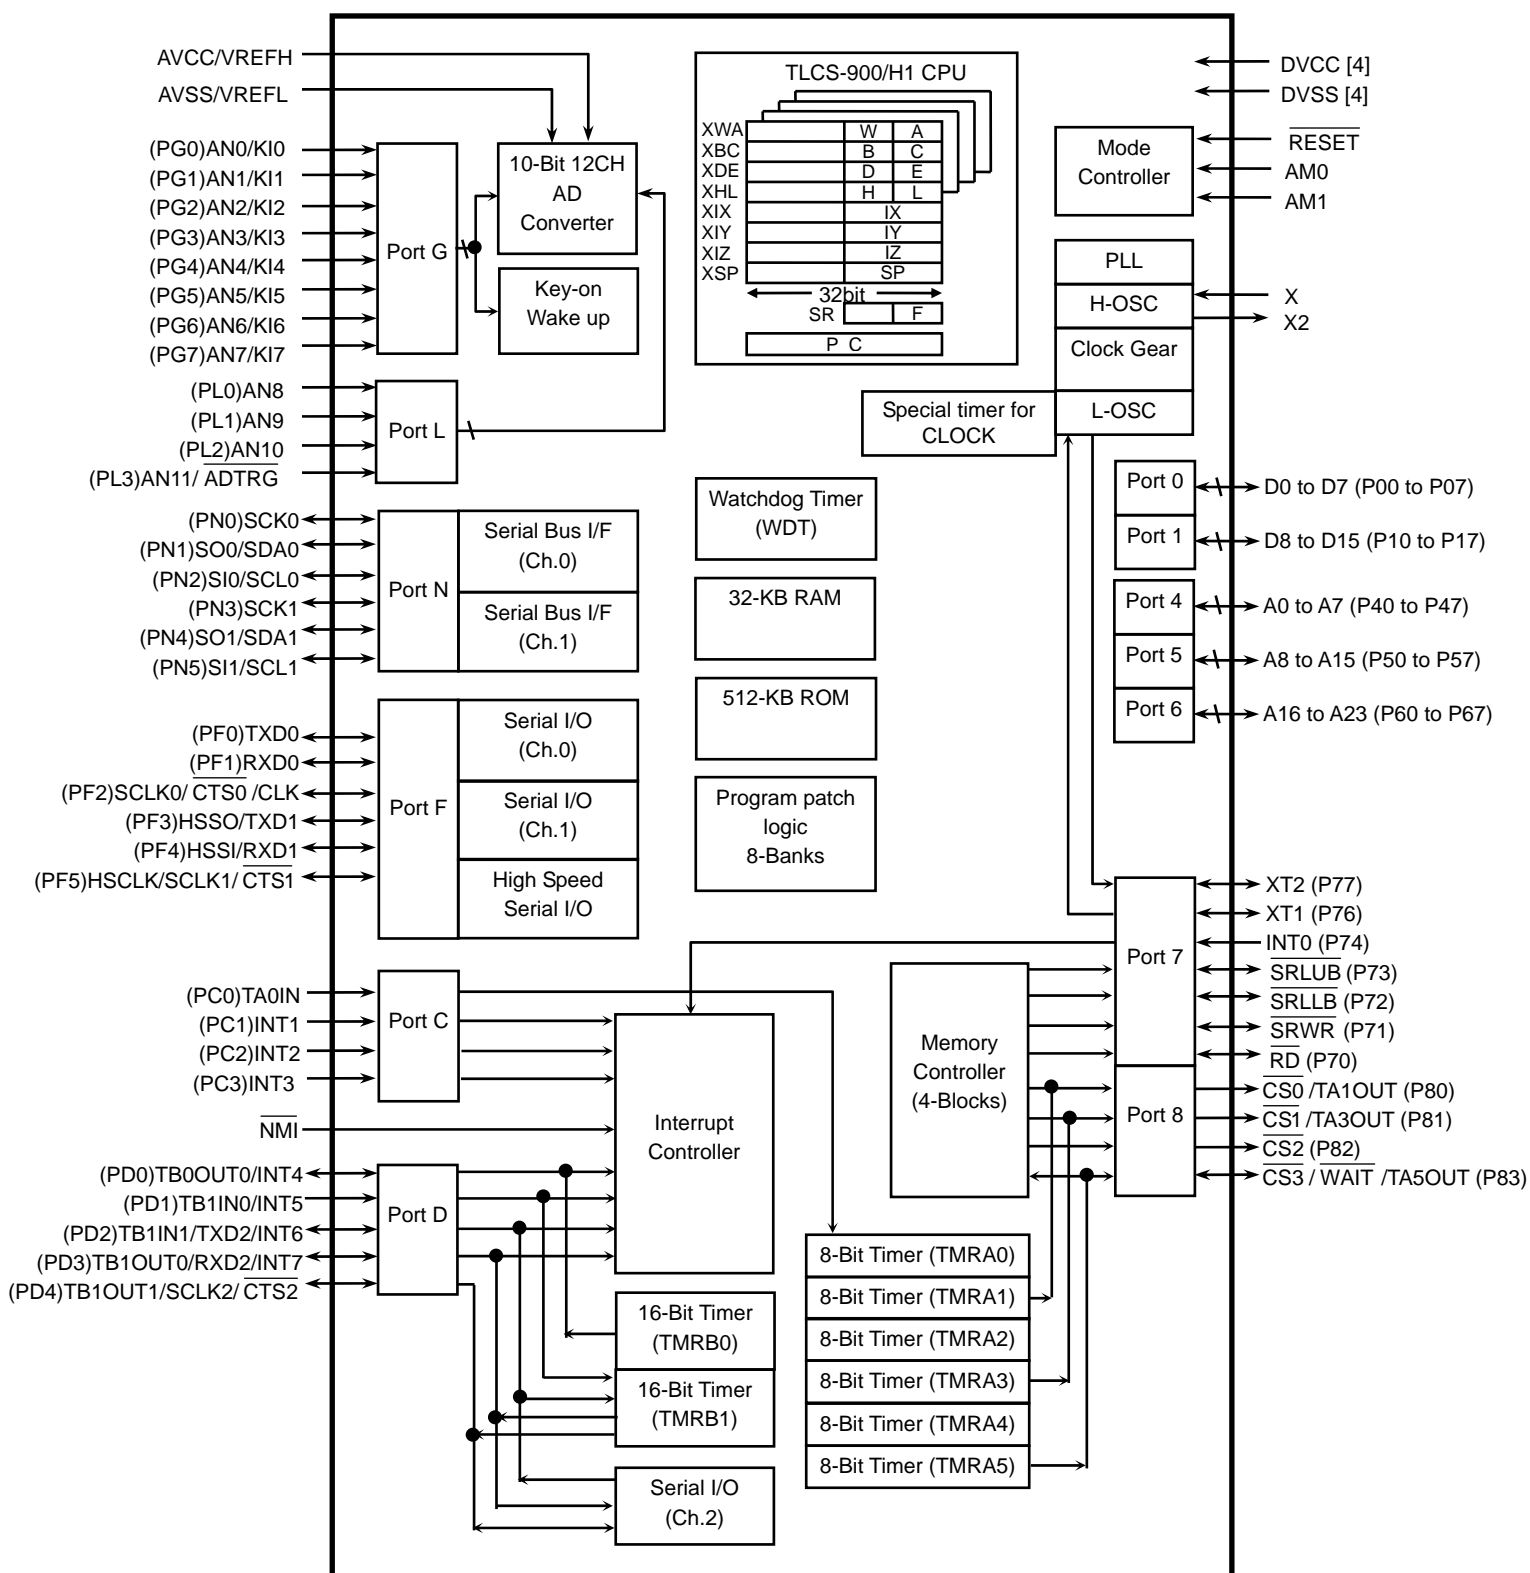 AVCC/VREFH
AVSS/VREFL
(PG0)AN0/KI0
(PG1)AN1/KI1
(PG2)AN2/KI2
(PG3)AN3/KI3
(PG4)AN4/KI4
(PG5)AN5/KI5
(PG6)AN6/KI6
(PG7)AN7/KI7
Port G
10-Bit 12CH
AD
Converter
Key-on
Wake up
(PL0)AN8
(PL1)AN9
(PL2)AN10
(PL3)AN11/ ADTRG
Port L
(PN0)SCK0
(PN1)SO0/SDA0
(PN2)SI0/SCL0
(PN3)SCK1
(PN4)SO1/SDA1
(PN5)SI1/SCL1
Port N
Serial Bus I/F
(Ch.0)
Serial Bus I/F
(Ch.1)
(PF0)TXD0
(PF1)RXD0
(PF2)SCLK0/ CTS0 /CLK
(PF3)HSSO/TXD1
(PF4)HSSI/RXD1
(PF5)HSCLK/SCLK1/ CTS1
Port F
Serial I/O
(Ch.0)
Serial I/O
(Ch.1)
High Speed
Serial I/O
(PC0)TA0IN
(PC1)INT1
(PC2)INT2
(PC3)INT3
Port C
NMI
(PD0)TB0OUT0/INT4
(PD1)TB1IN0/INT5
(PD2)TB1IN1/TXD2/INT6
(PD3)TB1OUT0/RXD2/INT7
(PD4)TB1OUT1/SCLK2/ CTS2
Port D
Interrupt
Controller
16-Bit Timer
(TMRB0)
16-Bit Timer
(TMRB1)
Serial I/O
(Ch.2)
TLCS-900/H1 CPU
XWA W A
XBC B C
XDE D E
XHL H L
XIX IX
XIY IY
XIZ IZ
XSP SP
32bit
SR F
P C
Special timer for
CLOCK
Watchdog Timer
(WDT)
32-KB RAM
512-KB ROM
Program patch
logic
8-Banks
Memory
Controller
(4-Blocks)
8-Bit Timer (TMRA0)
8-Bit Timer (TMRA1)
8-Bit Timer (TMRA2)
8-Bit Timer (TMRA3)
8-Bit Timer (TMRA4)
8-Bit Timer (TMRA5)
Mode
Controller
PLL
H-OSC
Clock Gear
L-OSC
Port 0
Port 1
Port 4
Port 5
Port 6
Port 7
Port 8
DVCC [4]
DVSS [4]
RESET
AM0
AM1
X
X2
D0 to D7 (P00 to P07)
D8 to D15 (P10 to P17)
A0 to A7 (P40 to P47)
A8 to A15 (P50 to P57)
A16 to A23 (P60 to P67)
XT2 (P77)
XT1 (P76)
INT0 (P74)
SRLUB (P73)
SRLLB (P72)
SRWR (P71)
RD (P70)
CS0 /TA1OUT (P80)
CS1 /TA3OUT (P81)
CS2 (P82)
CS3 / WAIT /TA5OUT (P83)